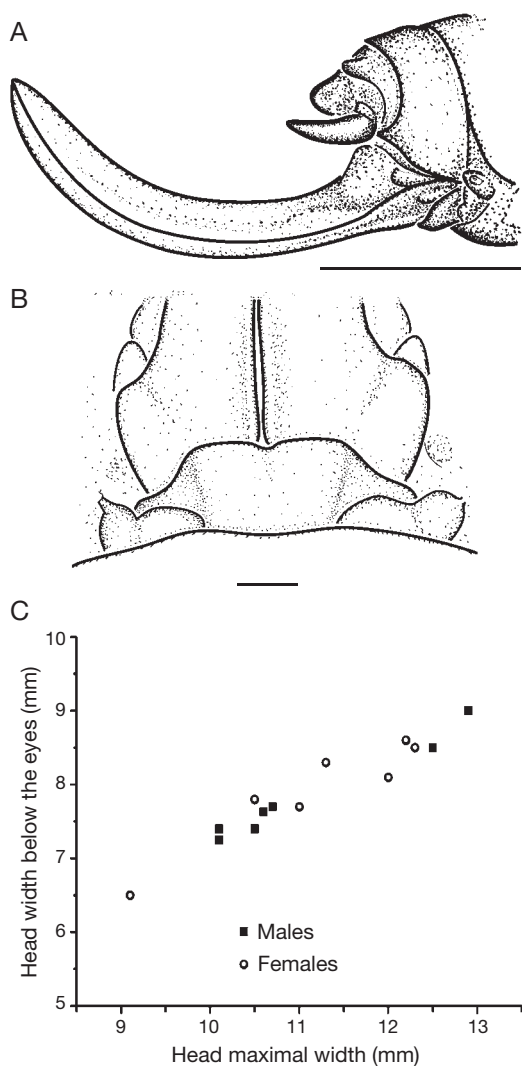 A
B
C
10
9
8
7
6
5
Head width below the eyes (mm)
Males
Females
9 10 11 12 13
Head maximal width (mm)